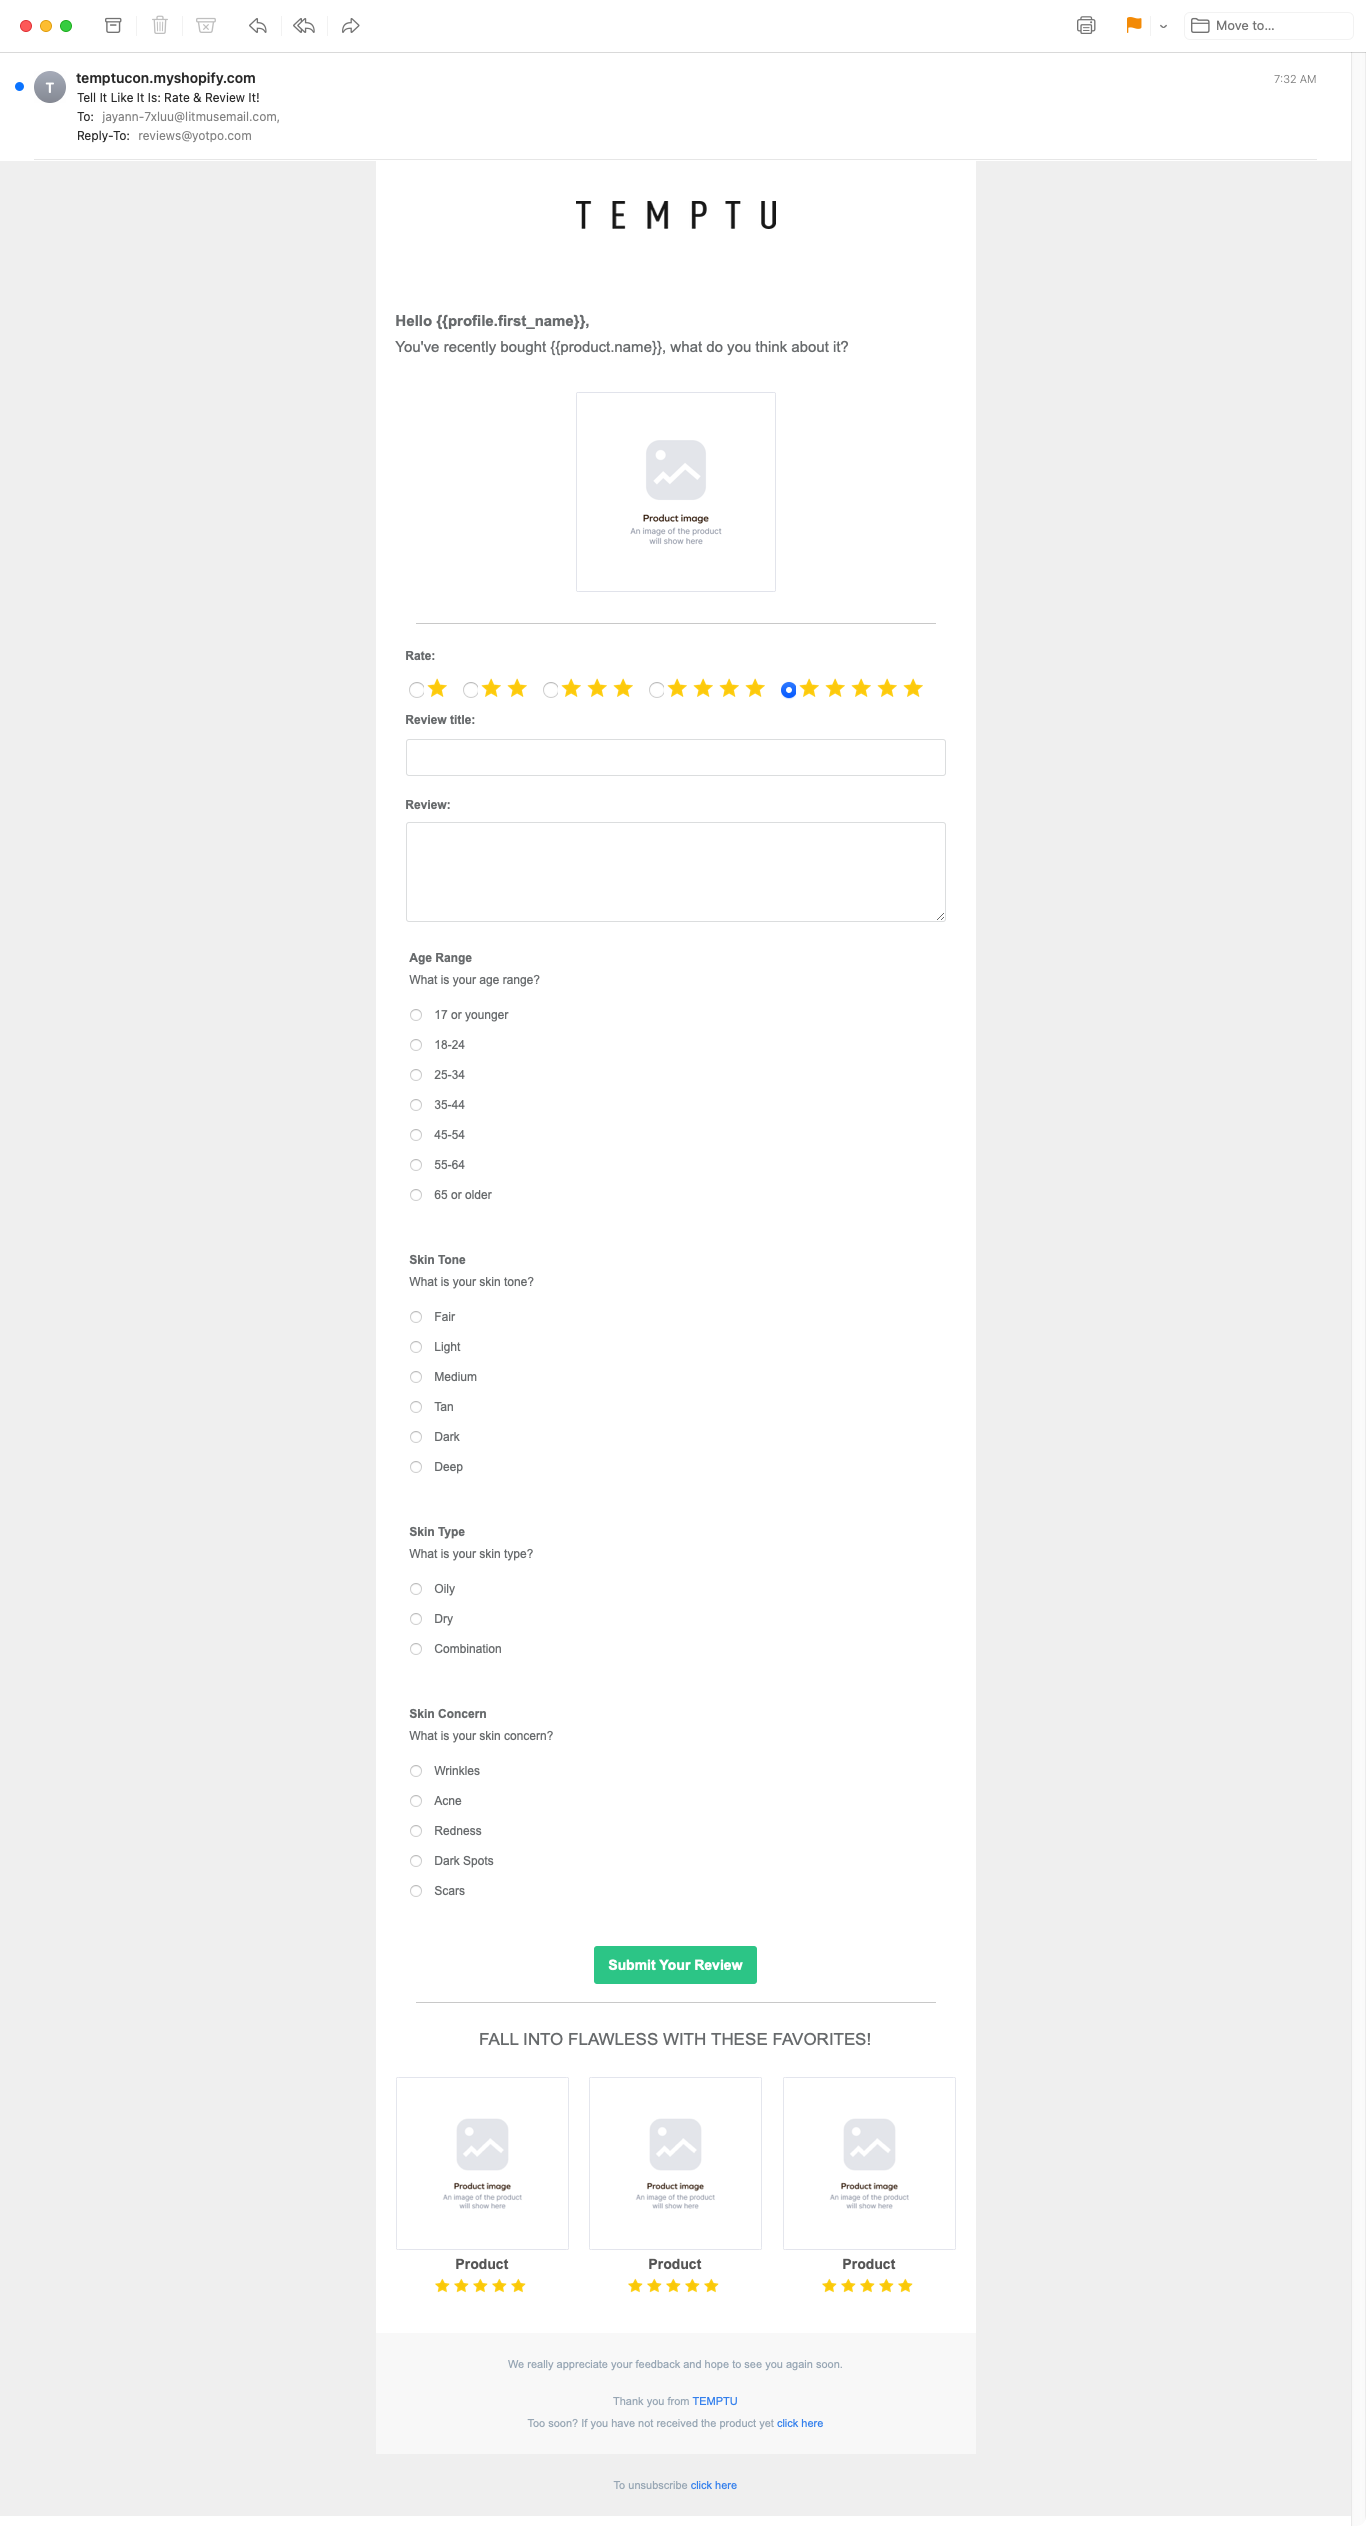 Move to...
T
temptucon.myshopify.com
7:32 AM
Tell It Like It Is: Rate & Review It!
To: jayann-7xluu@litmusemail.com,
Reply-To: reviews@yotpo.com
TEMPTU
Hello {{profile.first_name}},
You've recently bought {{product.name}}, what do you think about it?
Product image
An image of the product
will show here
Rate:
Review title:
Review:
Age Range
What is your age range?
17 or younger
18-24
25-34
35-44
45-54
55-64
65 or older
Skin Tone
What is your skin tone?
Fair
Light
Medium
Tan
Dark
Deep
Skin Type
What is your skin type?
Oily
Dry
Combination
Skin Concern
What is your skin concern?
Wrinkles
Acne
Redness
Dark Spots
Scars
Submit Your Review
FALL INTO FLAWLESS WITH THESE FAVORITES!
Product image
An image of the product
will show here
Product
Product image
An image of the product
will show here
Product
Product image
An image of the product
will show here
Product
We really appreciate your feedback and hope to see you again soon.
Thank you from TEMPTU
Too soon? If you have not received the product yet click here
To unsubscribe click here